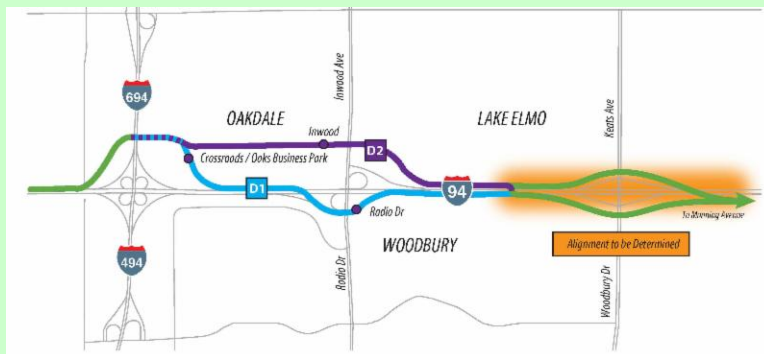 694
OAKDALE
Inwood Ave
Inwood
LAKE ELMO
Keats Ave
D2
Crossroads / Oaks Business Park
D1
94
Radio Dr
To Manning Avenue
WOODBURY
Alignment to be Determined
494
Radio Dr
Woodbury Dr